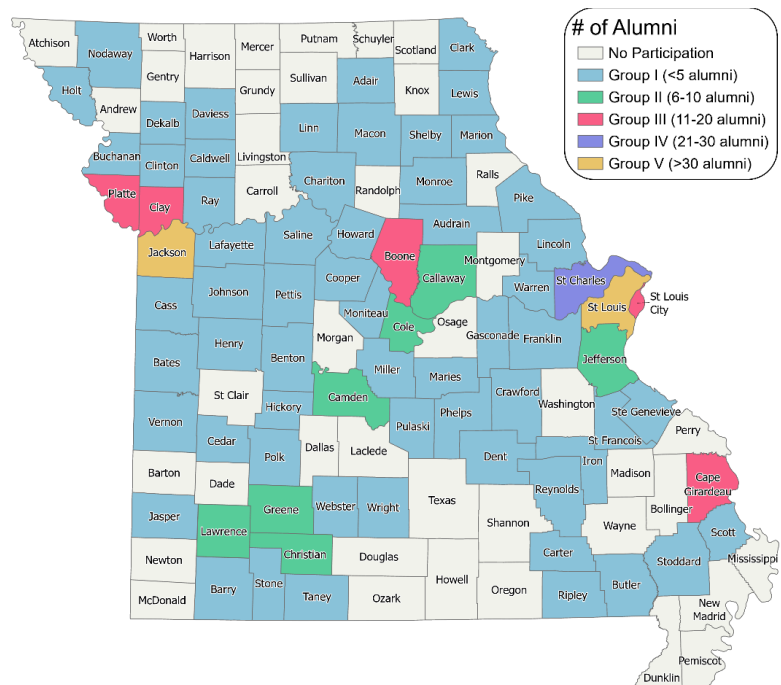 # of Alumni
No Participation
Group I (<5 alumni)
Group II (6-10 alumni)
Group III (11-20 alumni)
Group IV (21-30 alumni)
Group V (>30 alumni)
Atchison
Nodaway
Worth
Harrison
Mercer
Putnam
Schuyler
Scotland
Clark
Gentry
Sullivan
Adair
Knox
Lewis
Holt
Andrew
Grundy
Dekalb
Daviess
Linn
Macon
Shelby
Marion
Buchanan
Clinton
Caldwell
Livingston
Chariton
Randolph
Monroe
Ralls
Pike
Platte
Clay
Ray
Carroll
Audrain
Lincoln
Jackson
Lafayette
Saline
Howard
Boone
Callaway
Montgomery
Warren
St Charles
St Louis
St Louis
City
Cass
Johnson
Pettis
Cooper
Moniteau
Cole
Osage
Gasconade
Franklin
Jefferson
Bates
Henry
Benton
Morgan
Miller
Maries
Crawford
Washington
St Clair
Hickory
Camden
Pulaski
Phelps
Ste Genevieve
St Francois
Perry
Vernon
Cedar
Polk
Dallas
Laclede
Dent
Iron
Madison
Barton
Dade
Greene
Webster
Wright
Texas
Reynolds
Bollinger
Cape
Girardeau
Jasper
Lawrence
Christian
Shannon
Wayne
Scott
Newton
Stone
Douglas
Howell
Carter
Stoddard
Mississippi
McDonald
Barry
Taney
Ozark
Oregon
Ripley
Butler
New
Madrid
Pemiscot
Dunklin